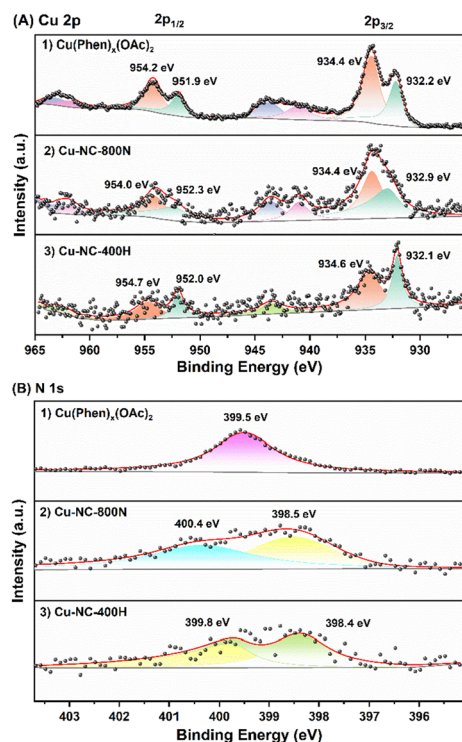 (A) Cu 2p 2p1/2 2p3/2
1) Cu(Phen)x(OAc)2
954.2 eV
951.9 eV
934.4 eV
932.2 eV
2) Cu-NC-800N
954.0 eV
952.3 eV
934.4 eV
932.9 eV
3) Cu-NC-400H
954.7 eV
952.0 eV
934.6 eV
932.1 eV
Intensity (a.u.)
965 960 955 950 945 940 935 930
Binding Energy (eV)
(B) N 1s
1) Cu(Phen)x(OAc)2
399.5 eV
2) Cu-NC-800N
400.4 eV
398.5 eV
3) Cu-NC-400H
399.8 eV
398.4 eV
Intensity (a.u.)
403 402 401 400 399 398 397 396
Binding Energy (eV)